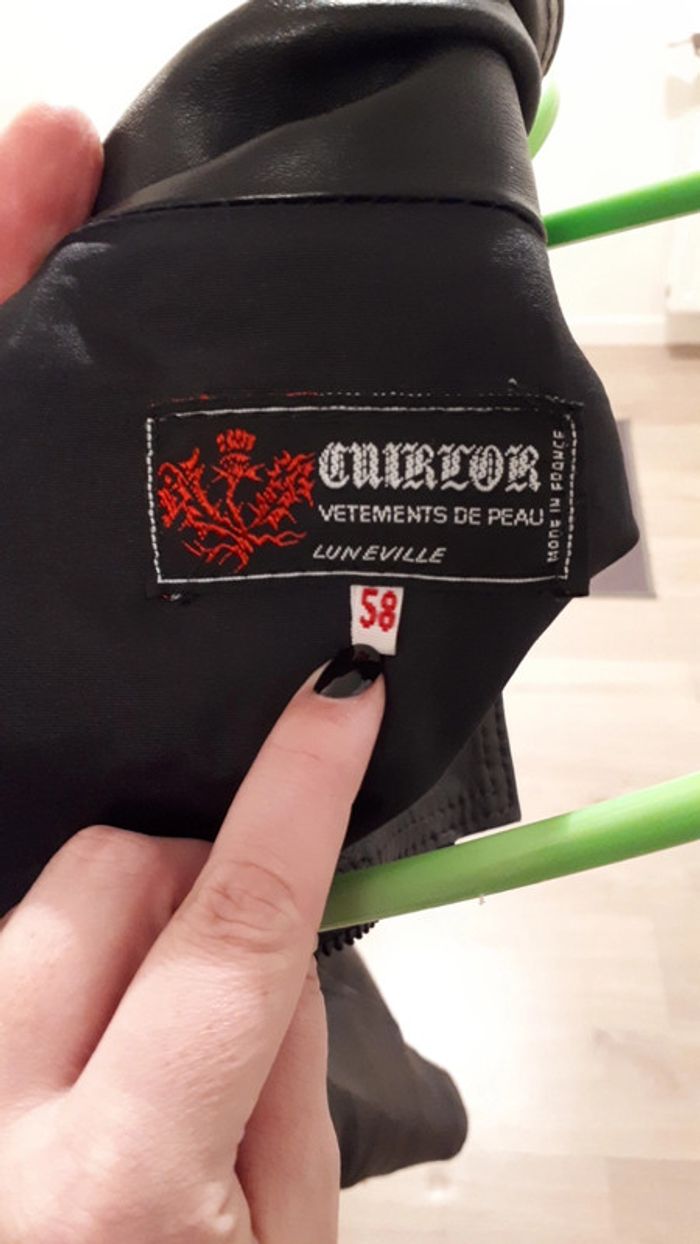 CUIRLOR
VETEMENTS DE PEAU
LUNEVILLE
MADE IN FRANCE
58